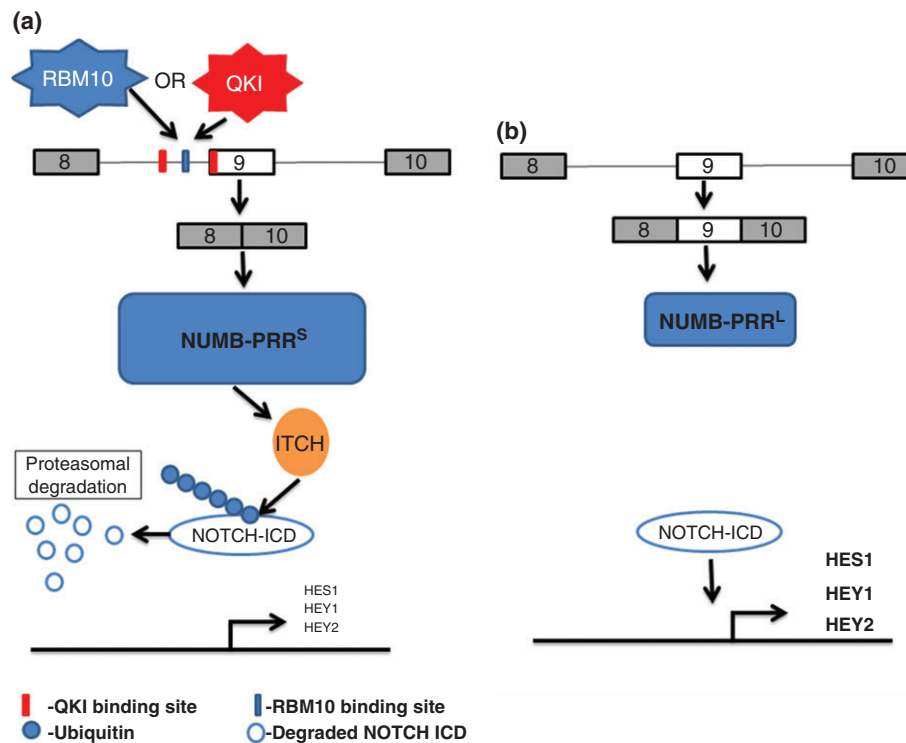 (a)
RBM10 OR QKI
8 9 10
8 10
NUMB-PRRS
ITCH
Proteasomal
degradation
NOTCH-ICD
HES1
HEY1
HEY2
(b)
8 9 10
8 9 10
NUMB-PRRL
NOTCH-ICD
HES1
HEY1
HEY2
-QKI binding site
-RBM10 binding site
-Ubiquitin
-Degraded NOTCH ICD